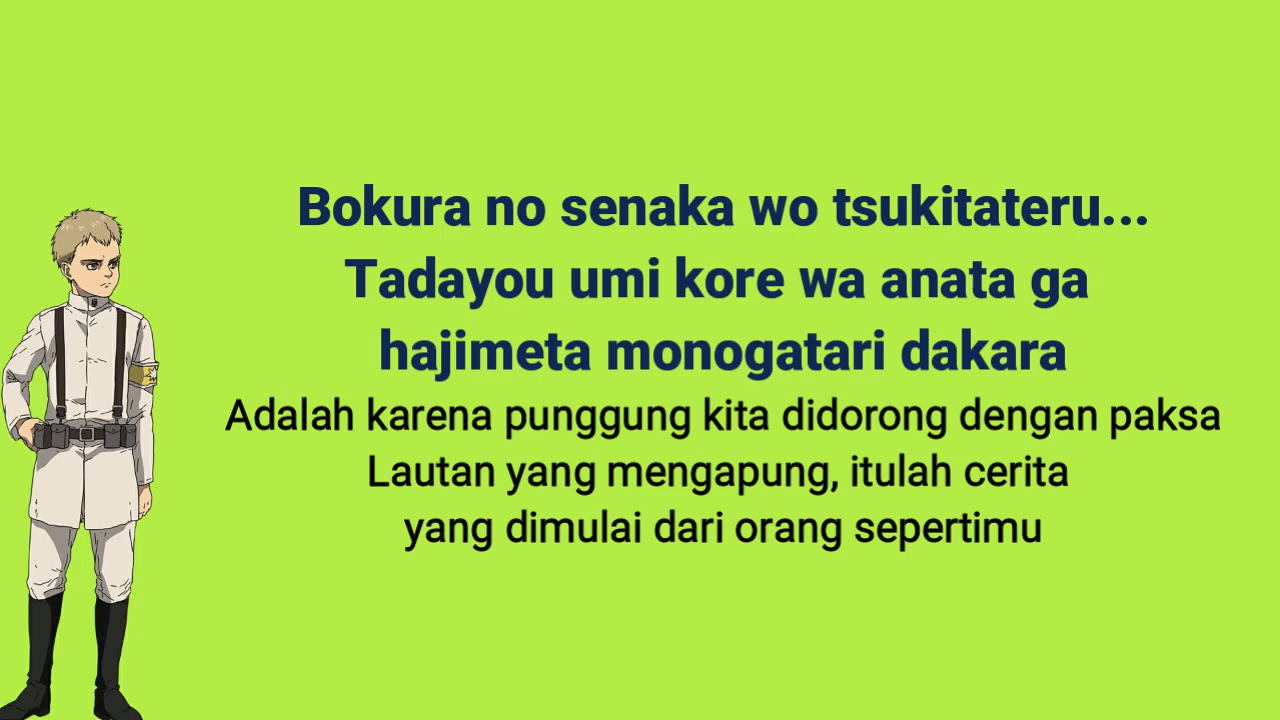 Bokura no senaka wo tsukitateru...
Tadayou umi kore wa anata ga
hajimeta monogatari dakara
Adalah karena punggung kita didorong dengan paksa
Lautan yang mengapung, itulah cerita
yang dimulai dari orang sepertimu